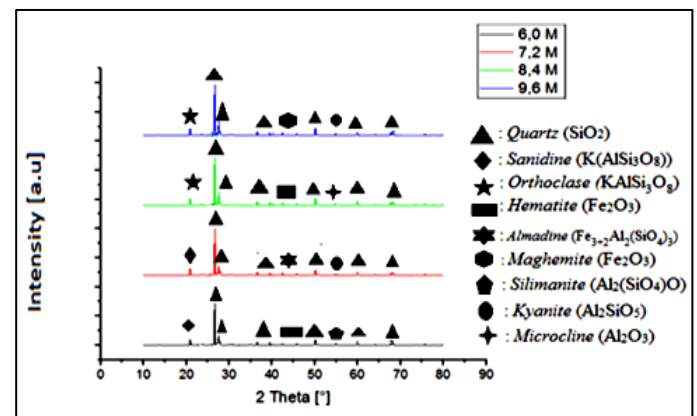 6,0 M
7,2 M
8,4 M
9,6 M
: Quartz (SiO2)
: Sanidine (K(AlSi3O8))
: Orthoclase (KAlSi3O8)
: Hematite (Fe2O3)
: Almadine (Fe3+2Al2(SiO4)3)
: Maghemite (Fe2O3)
: Silimanite (Al2(SiO4)O)
: Kyanite (Al2SiO5)
: Microcline (Al2O3)
Intensity [a.u]
0 10 20 30 40 50 60 70 80 90
2 Theta [°]